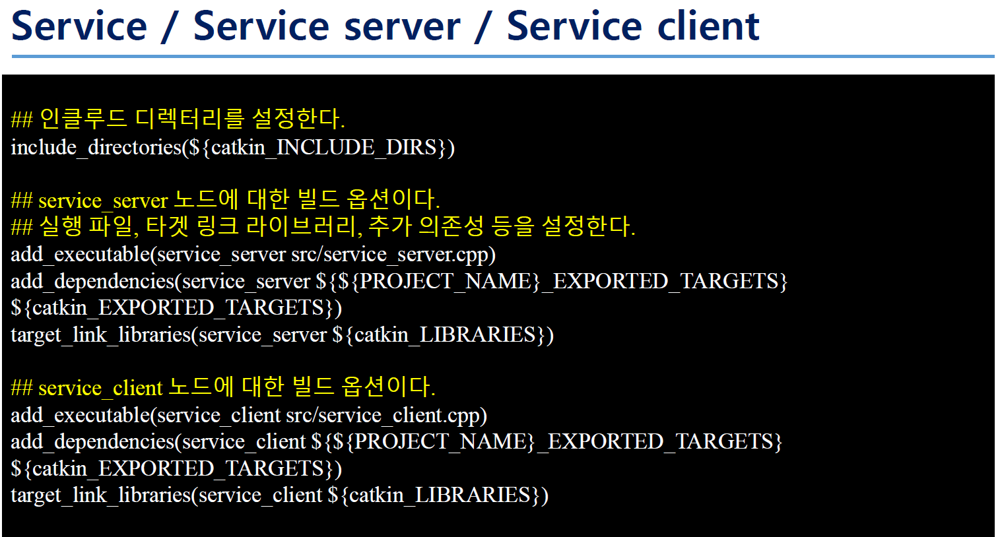 Service / Service server / Service client
## 인클루드 디렉터리를 설정한다.
include_directories(${catkin_INCLUDE_DIRS})
## service_server 노드에 대한 빌드 옵션이다.
## 실행 파일, 타겟 링크 라이브러리, 추가 의존성 등을 설정한다.
add_executable(service_server src/service_server.cpp)
add_dependencies(service_server ${${PROJECT_NAME}_EXPORTED_TARGETS}
${catkin_EXPORTED_TARGETS})
target_link_libraries(service_server ${catkin_LIBRARIES})
## service_client 노드에 대한 빌드 옵션이다.
add_executable(service_client src/service_client.cpp)
add_dependencies(service_client ${${PROJECT_NAME}_EXPORTED_TARGETS}
${catkin_EXPORTED_TARGETS})
target_link_libraries(service_client ${catkin_LIBRARIES})